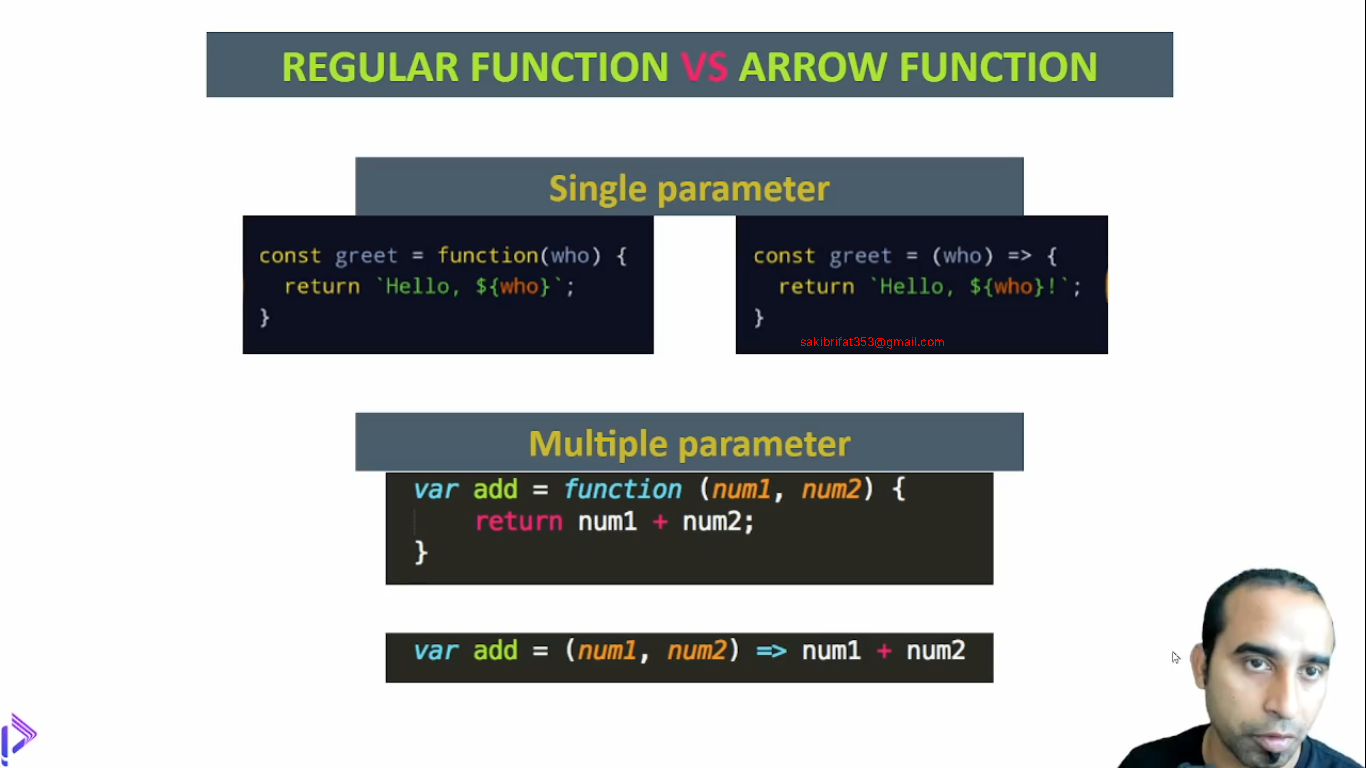 REGULAR FUNCTION VS ARROW FUNCTION
Single parameter
const greet = function(who) {
  return `Hello, ${who}`;
}
const greet = (who) => {
  return `Hello, ${who}!`;
}
sakibrifat353@gmail.com
Multiple parameter
var add = function (num1, num2) {
    return num1 + num2;
}
var add = (num1, num2) => num1 + num2